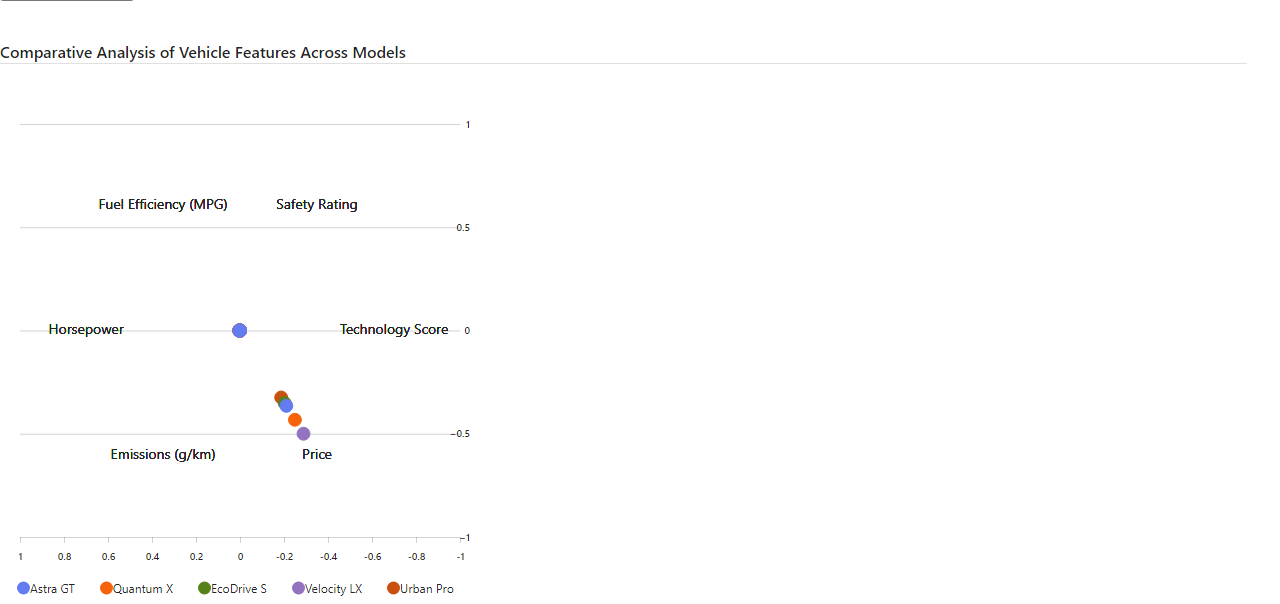 Comparative Analysis of Vehicle Features Across Models
1
Fuel Efficiency (MPG) Safety Rating
0.5
Horsepower Technology Score 0
−0.5
Emissions (g/km) Price
−1
1 0.8 0.6 0.4 0.2 0 -0.2 -0.4 -0.6 -0.8 -1
Astra GT Quantum X EcoDrive S Velocity LX Urban Pro